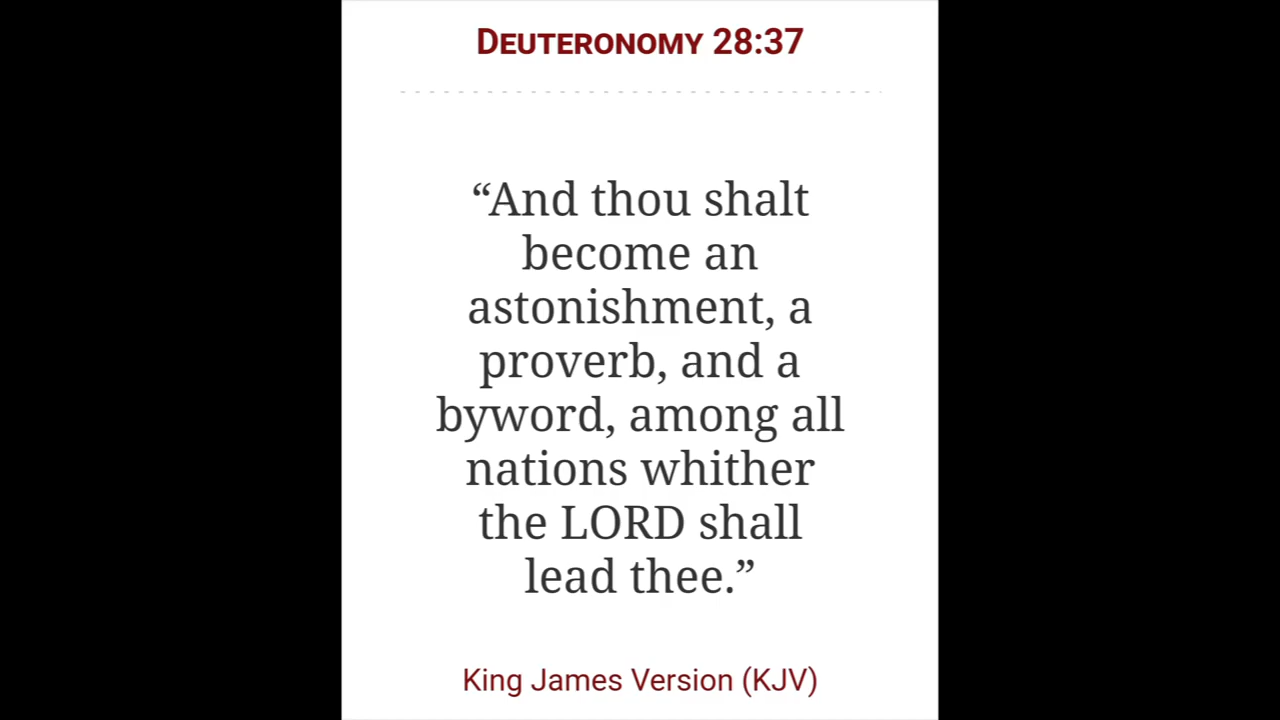 DEUTERONOMY 28:37
“And thou shalt
become an
astonishment, a
proverb, and a
byword, among all
nations whither
the LORD shall
lead thee.”
King James Version (KJV)